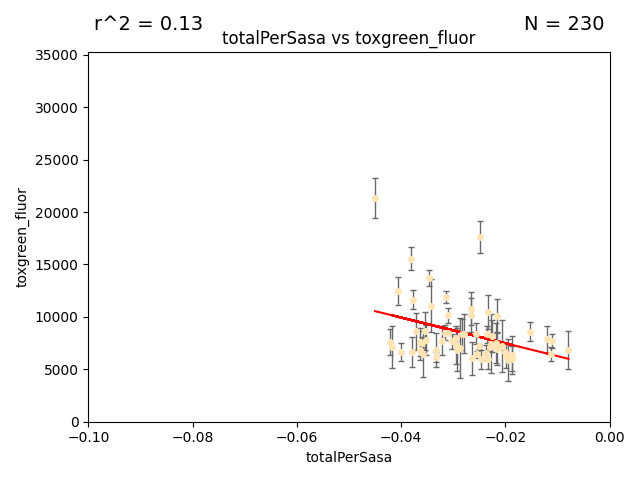 r^2 = 0.13
N = 230
totalPerSasa vs toxgreen_fluor
35000
30000
25000
20000
15000
10000
5000
0
toxgreen_fluor
−0.10
−0.08
−0.06
−0.04
−0.02
0.00
totalPerSasa